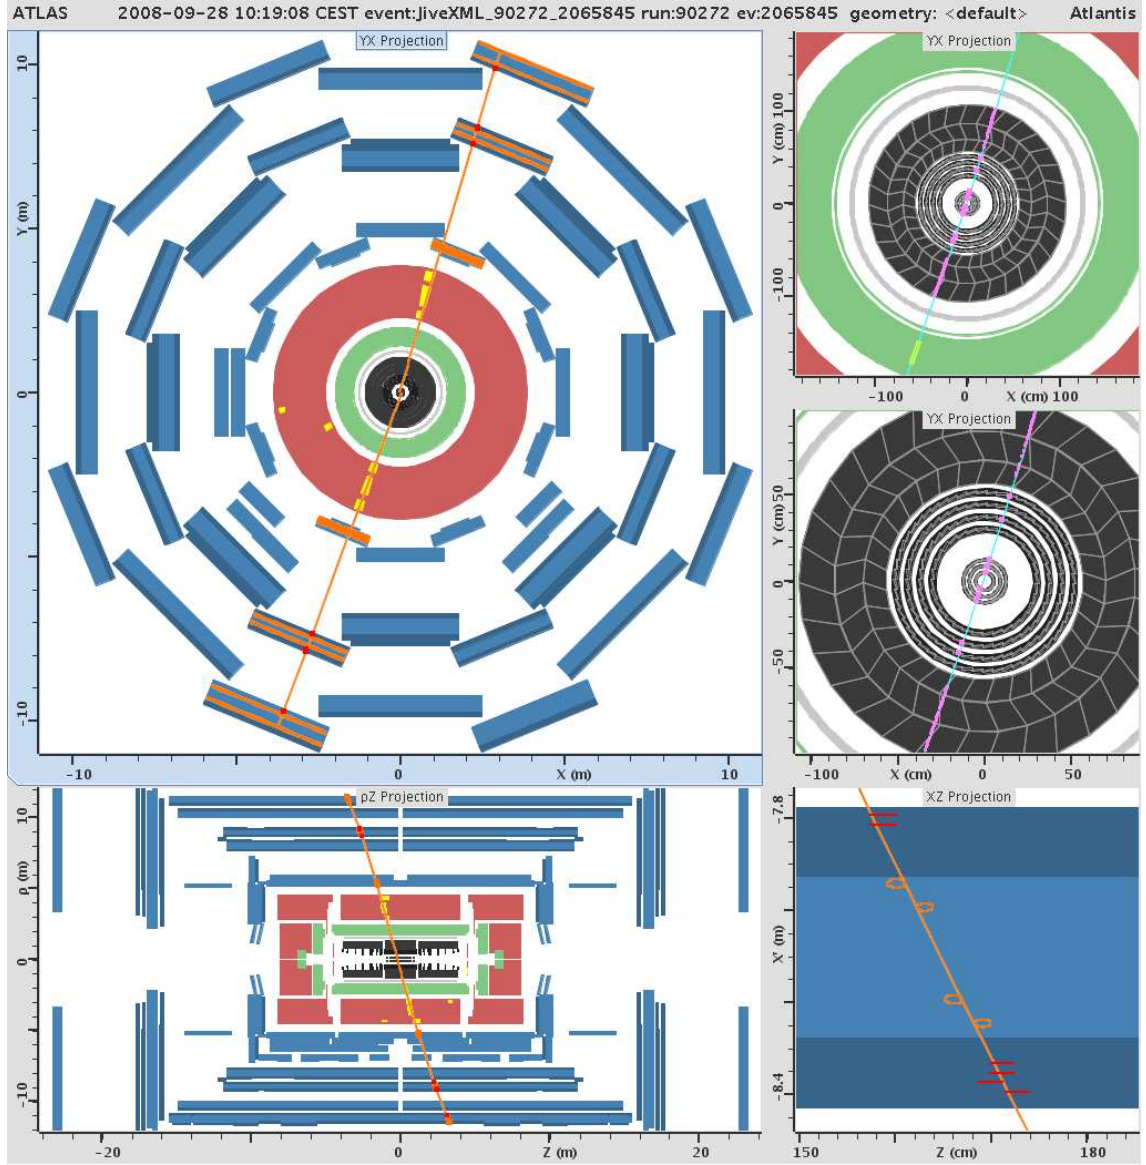 ATLAS 2008-09-28 10:19:08 CEST event:JiveXML_90272_2065845 run:90272 ev:2065845 geometry: <default> Atlantis
YX Projection
10
Y (m)
0
-10
-10 0 X (m) 10
YX Projection
Y (cm) 100
0
-100
-100 0 X (cm) 100
YX Projection
Y (cm) 50
0
-50
-100 X (cm) 0 50
ρZ Projection
10
ρ (m)
0
-10
-20 0 Z (m) 20
XZ Projection
-7.8
X' (m)
-8.4
150 Z (cm) 180